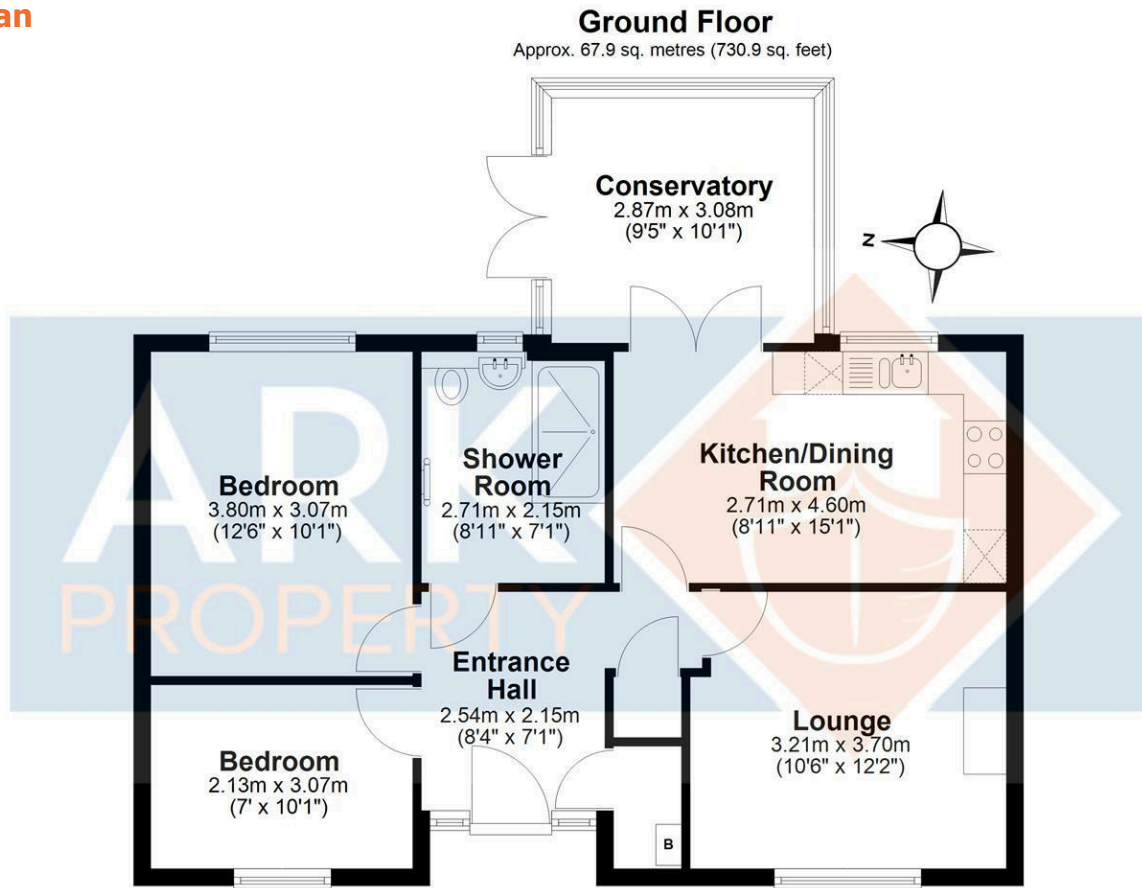 an
Ground Floor
Approx. 67.9 sq. metres (730.9 sq. feet)
Conservatory
2.87m x 3.08m
(9'5" x 10'1")
N
Kitchen/Dining
Room
2.71m x 4.60m
(8'11" x 15'1")
Shower
Room
2.71m x 2.15m
(8'11" x 7'1")
Bedroom
3.80m x 3.07m
(12'6" x 10'1")
ARK
PROPERTY
Entrance
Hall
2.54m x 2.15m
(8'4" x 7'1")
Lounge
3.21m x 3.70m
(10'6" x 12'2")
Bedroom
2.13m x 3.07m
(7' x 10'1")
B